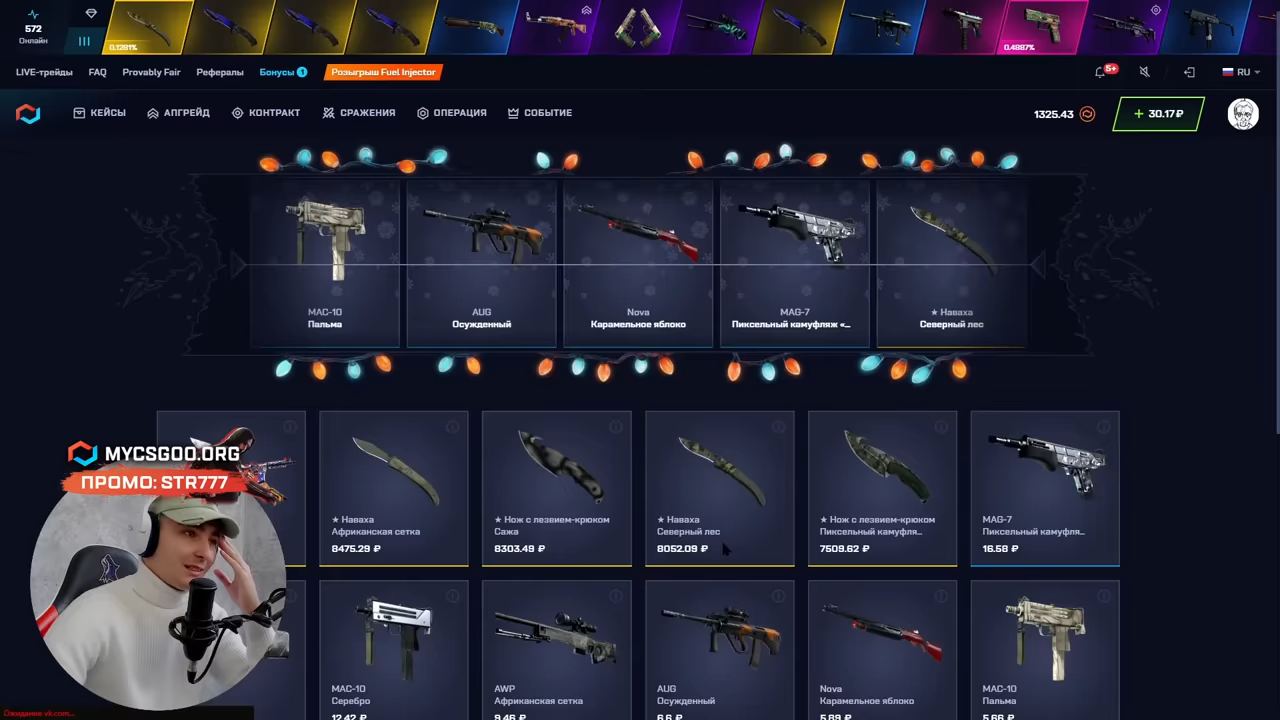 572
Онлайн
0.1281%
0.4887%
LIVE-трейды
FAQ
Provably Fair
Рефералы
Бонусы 1
Розыгрыш Fuel Injector
5+
RU
КЕЙСЫ
АПГРЕЙД
КОНТРАКТ
СРАЖЕНИЯ
ОПЕРАЦИЯ
СОБЫТИЕ
1325.43
+ 30.17 ₽
MAC-10
Пальма
AUG
Осужденный
Nova
Карамельное яблоко
MAG-7
Пиксельный камуфляж «...
★ Наваха
Северный лес
MYCSGOO.ORG
ПРОМО: STR777
★ Наваха
Африканская сетка
8475.29 ₽
★ Нож с лезвием-крюком
Сажа
8303.49 ₽
★ Наваха
Северный лес
8052.09 ₽
★ Нож с лезвием-крюком
Пиксельный камуфля...
7509.62 ₽
MAG-7
Пиксельный камуфля...
16.58 ₽
MAC-10
Серебро
12.42 ₽
AWP
Африканская сетка
9.46 ₽
AUG
Осужденный
6.6 ₽
Nova
Карамельное яблоко
5.89 ₽
MAC-10
Пальма
5.66 ₽
Ожидание vk.com...